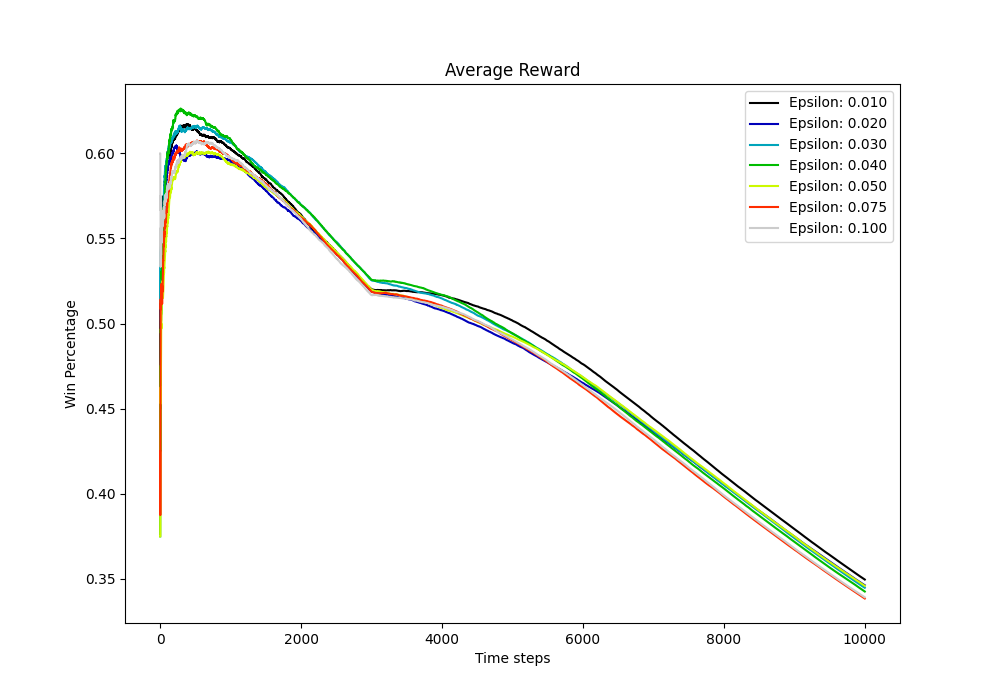 Average Reward
Epsilon: 0.010
Epsilon: 0.020
Epsilon: 0.030
Epsilon: 0.040
Epsilon: 0.050
Epsilon: 0.075
Epsilon: 0.100
Win Percentage
0.60
0.55
0.50
0.45
0.40
0.35
0
2000
4000
6000
8000
10000
Time steps